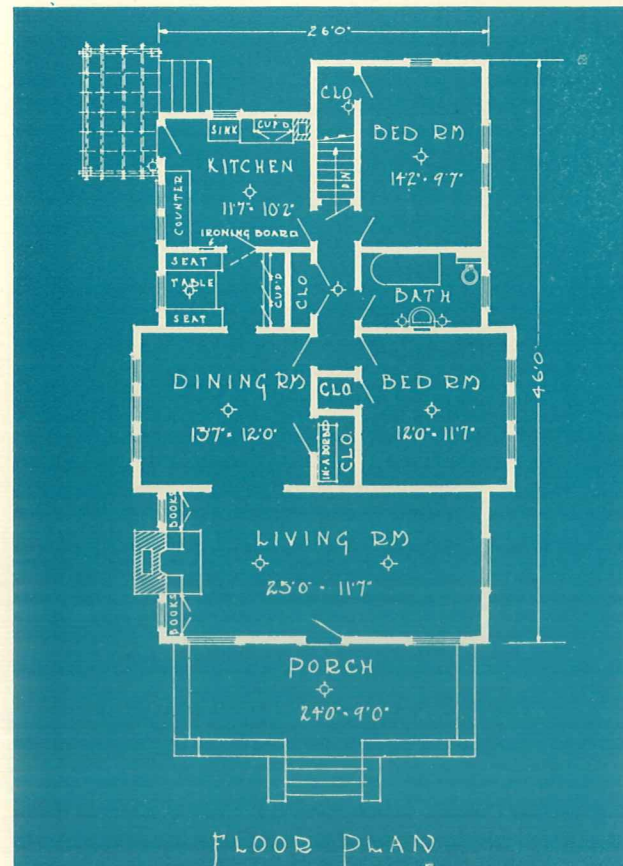 26'0"
CLO
SINK
CUP'D
BED RM
14'2" - 9'7"
KITCHEN
11'7" - 10'2"
COUNTER
DN
IRONING BOARD
SEAT
TABLE
SEAT
CUP'D
CLO
BATH
46'0"
DINING RM
13'7" - 12'0"
CLO.
BED RM
12'0" - 11'7"
IN-A-DOR BED
CLO.
BOOKS
LIVING RM
25'0" - 11'7"
BOOKS
PORCH
24'0" - 9'0"
FLOOR PLAN